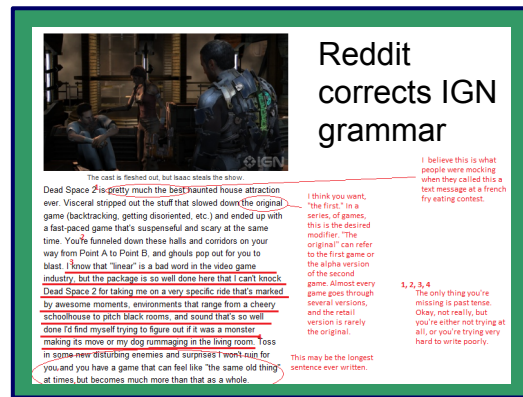 Reddit
corrects IGN
grammar
IGN
The cast is fleshed out, but Isaac steals the show.
Dead Space 2 is pretty much the best haunted house attraction
ever. Visceral stripped out the stuff that slowed down the original
game (backtracking, getting disoriented, etc.) and ended up with
a fast-paced game that's suspenseful and scary at the same
time. You're funneled down these halls and corridors on your
way from Point A to Point B, and ghouls pop out for you to
blast. I know that "linear" is a bad word in the video game
industry, but the package is so well done here that I can't knock
Dead Space 2 for taking me on a very specific ride that's marked
by awesome moments, environments that range from a cheery
schoolhouse to pitch black rooms, and sound that's so well
done I'd find myself trying to figure out if it was a monster
making its move or my dog rummaging in the living room. Toss
in some new disturbing enemies and surprises I won't ruin for
you,and you have a game that can feel like "the same old thing"
at times,but becomes much more than that as a whole.
1
2
3
4
I believe this is what
people were mocking
when they called this a
text message at a french
fry eating contest.
I think you want,
"the first." In a
series, of games,
this is the desired
modifier. "The
original" can refer
to the first game or
the alpha version
of the second
game. Almost every
game goes through
several versions,
and the retail
version is rarely
the original.
1, 2, 3, 4
The only thing you're
missing is past tense.
Okay, not really, but
you're either not trying at
all, or you're trying very
hard to write poorly.
This may be the longest
sentence ever written.